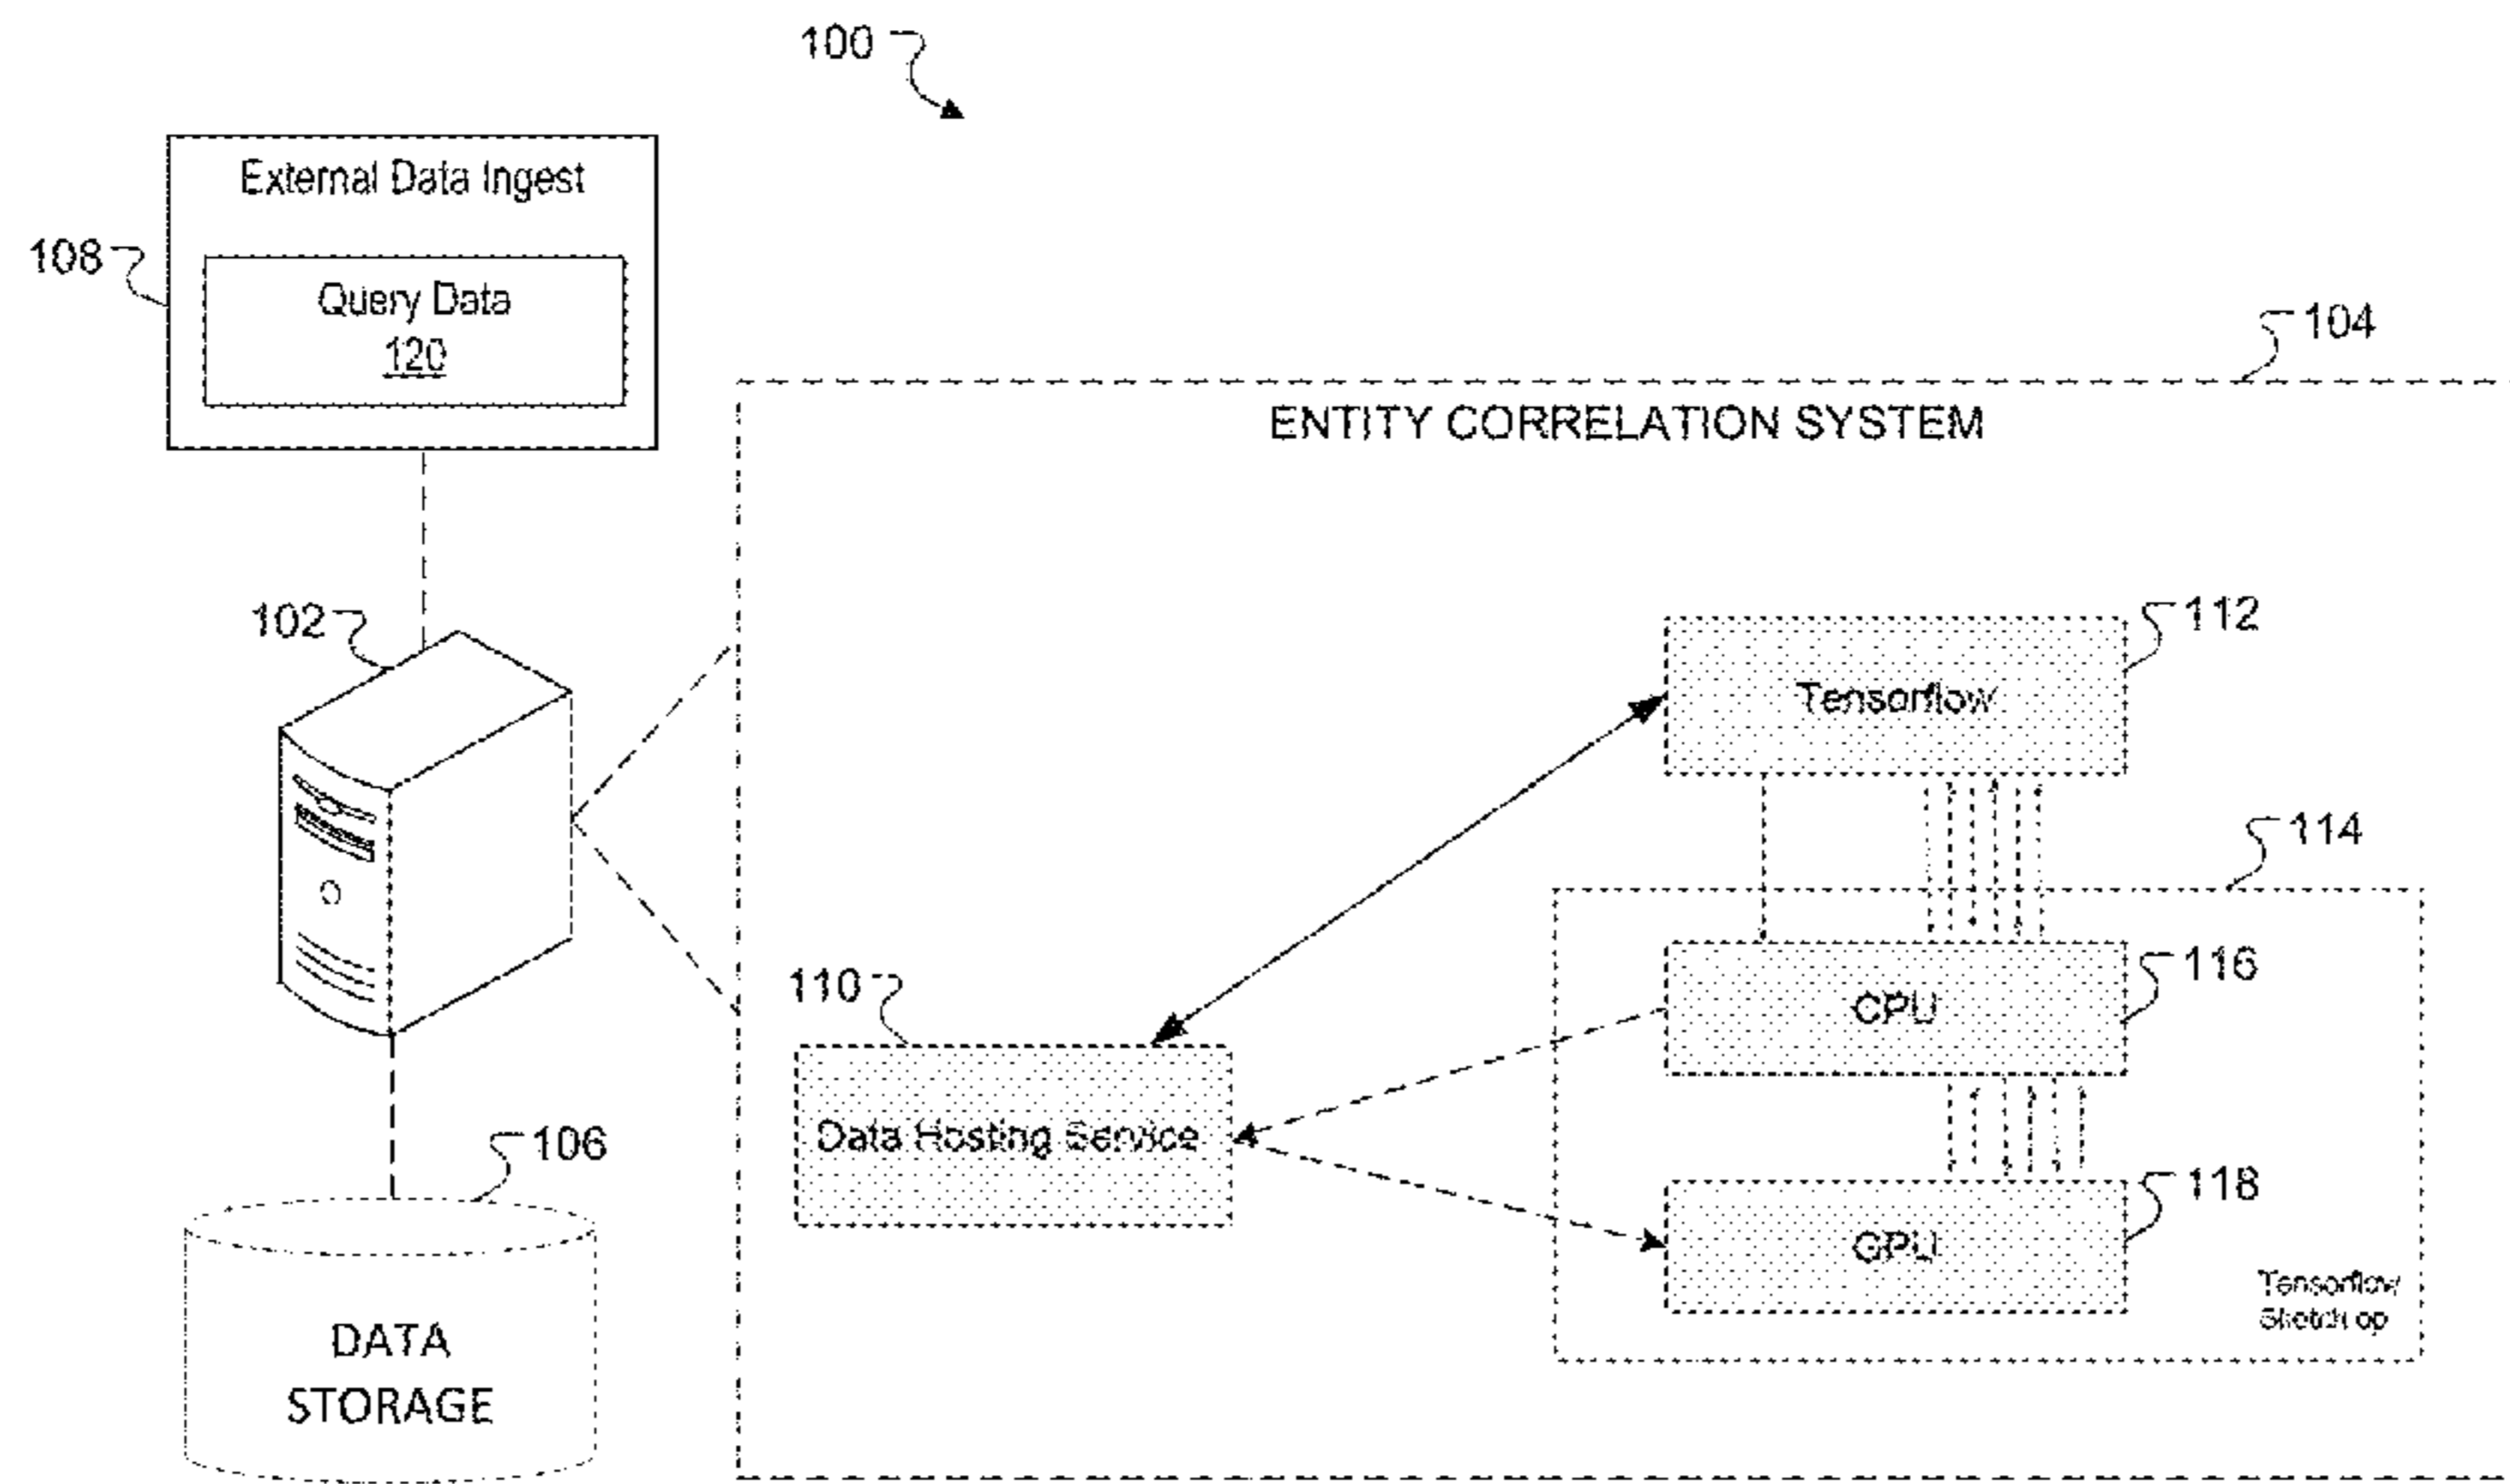 100
External Data Ingest
108
Query Data
120
104
ENTITY CORRELATION SYSTEM
102
112
Tensorflow
114
110
116
CPU
Data Hosting Service
106
118
GPU
Tensorflow
Sketch op
DATA
STORAGE